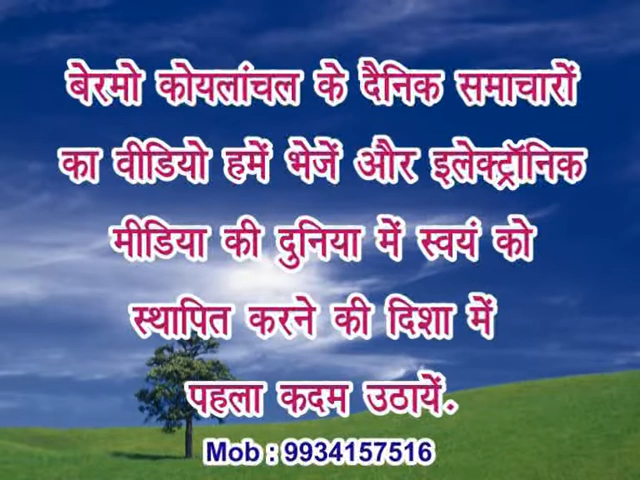 बेरमो कोयलांचल के दैनिक समाचारों
का वीडियो हमें भेजें और इलेक्ट्रॉनिक
मीडिया की दुनिया में स्वयं को
स्थापित करने की दिशा में
पहला कदम उठायें.
Mob : 9934157516